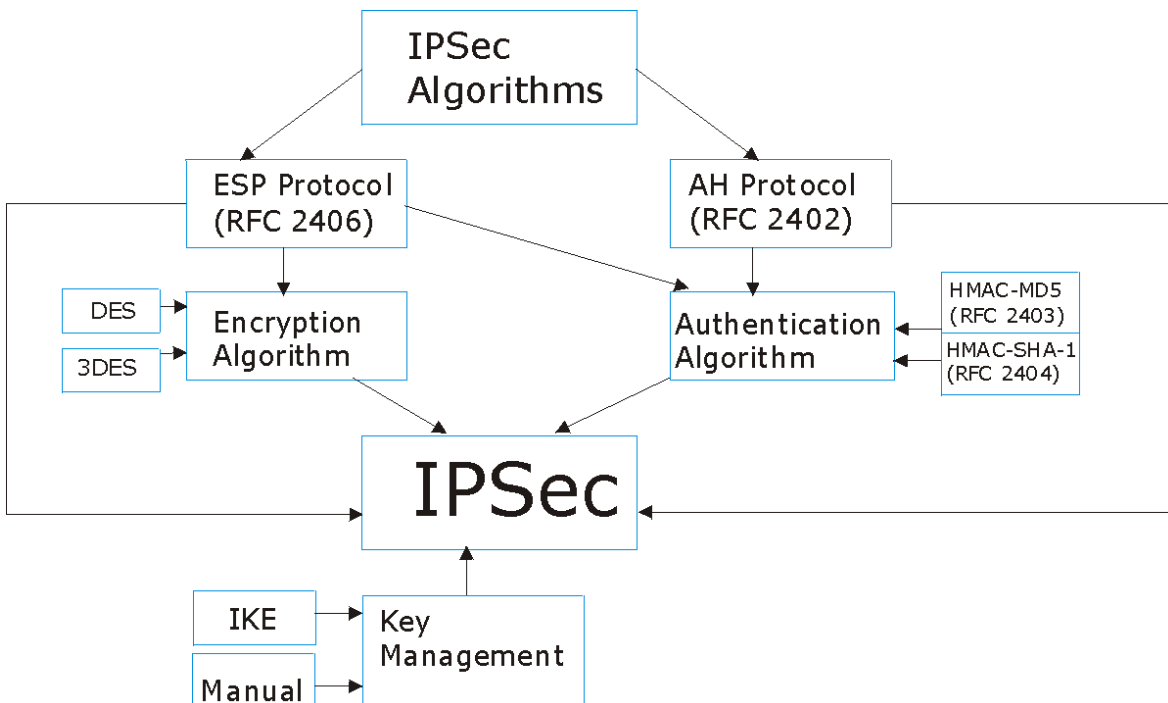 IPSec
Algorithms
ESP Protocol
(RFC 2406)
AH Protocol
(RFC 2402)
DES
3DES
Encryption
Algorithm
Authentication
Algorithm
HMAC-MD5
(RFC 2403)
HMAC-SHA-1
(RFC 2404)
IPSec
IKE
Manual
Key
Management